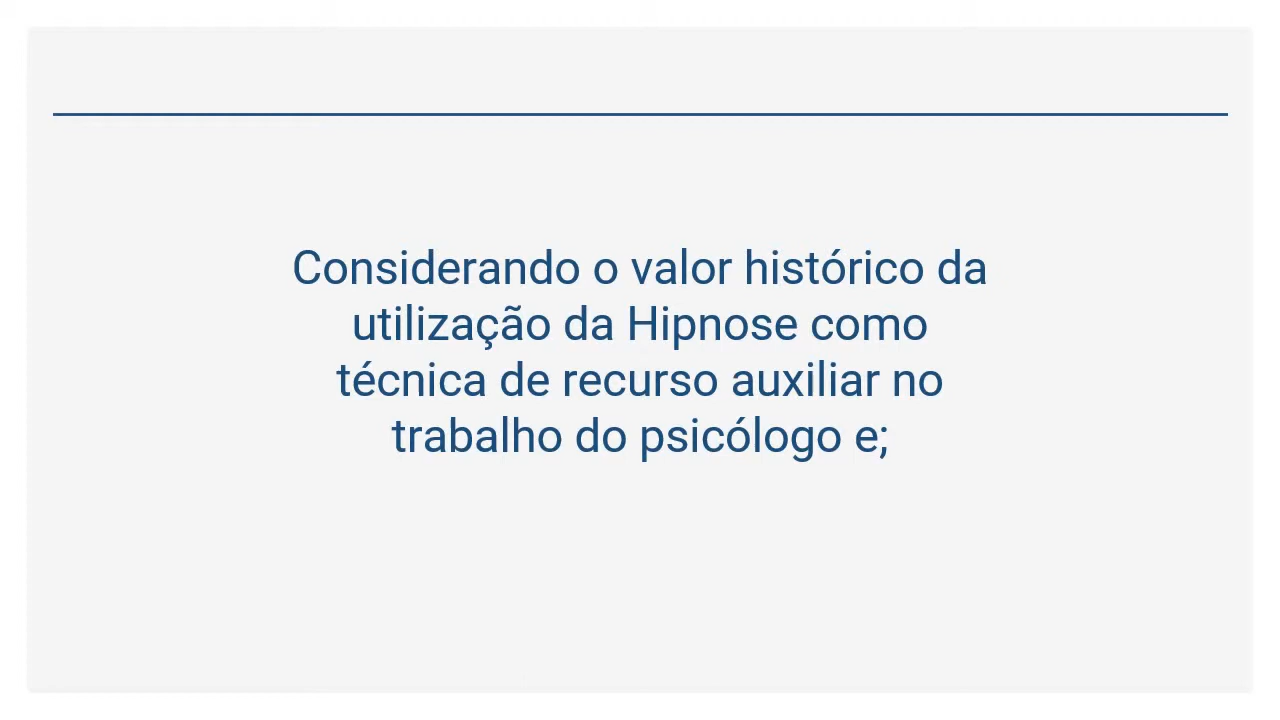 Considerando o valor histórico da
utilização da Hipnose como
técnica de recurso auxiliar no
trabalho do psicólogo e;